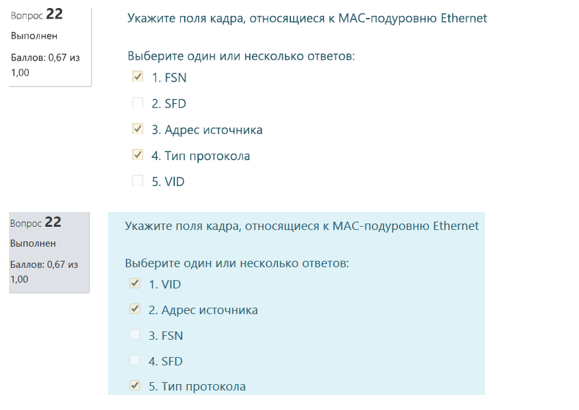 Вопрос 22
Выполнен
Баллов: 0,67 из
1,00
Укажите поля кадра, относящиеся к MAC-подуровню Ethernet
Выберите один или несколько ответов:
1. FSN
2. SFD
3. Адрес источника
4. Тип протокола
5. VID
Вопрос 22
Выполнен
Баллов: 0,67 из
1,00
Укажите поля кадра, относящиеся к MAC-подуровню Ethernet
Выберите один или несколько ответов:
1. VID
2. Адрес источника
3. FSN
4. SFD
5. Тип протокола